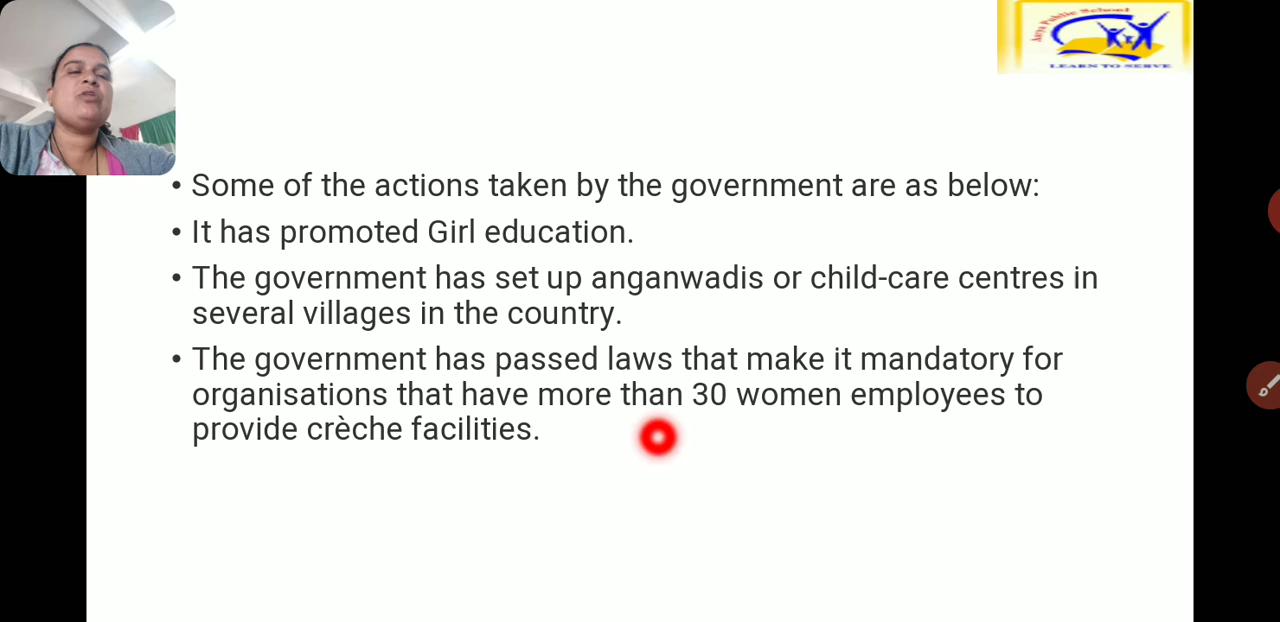 Arya Public School
LEARN TO SERVE
• Some of the actions taken by the government are as below:
• It has promoted Girl education.
• The government has set up anganwadis or child-care centres in
several villages in the country.
• The government has passed laws that make it mandatory for
organisations that have more than 30 women employees to
provide crèche facilities.